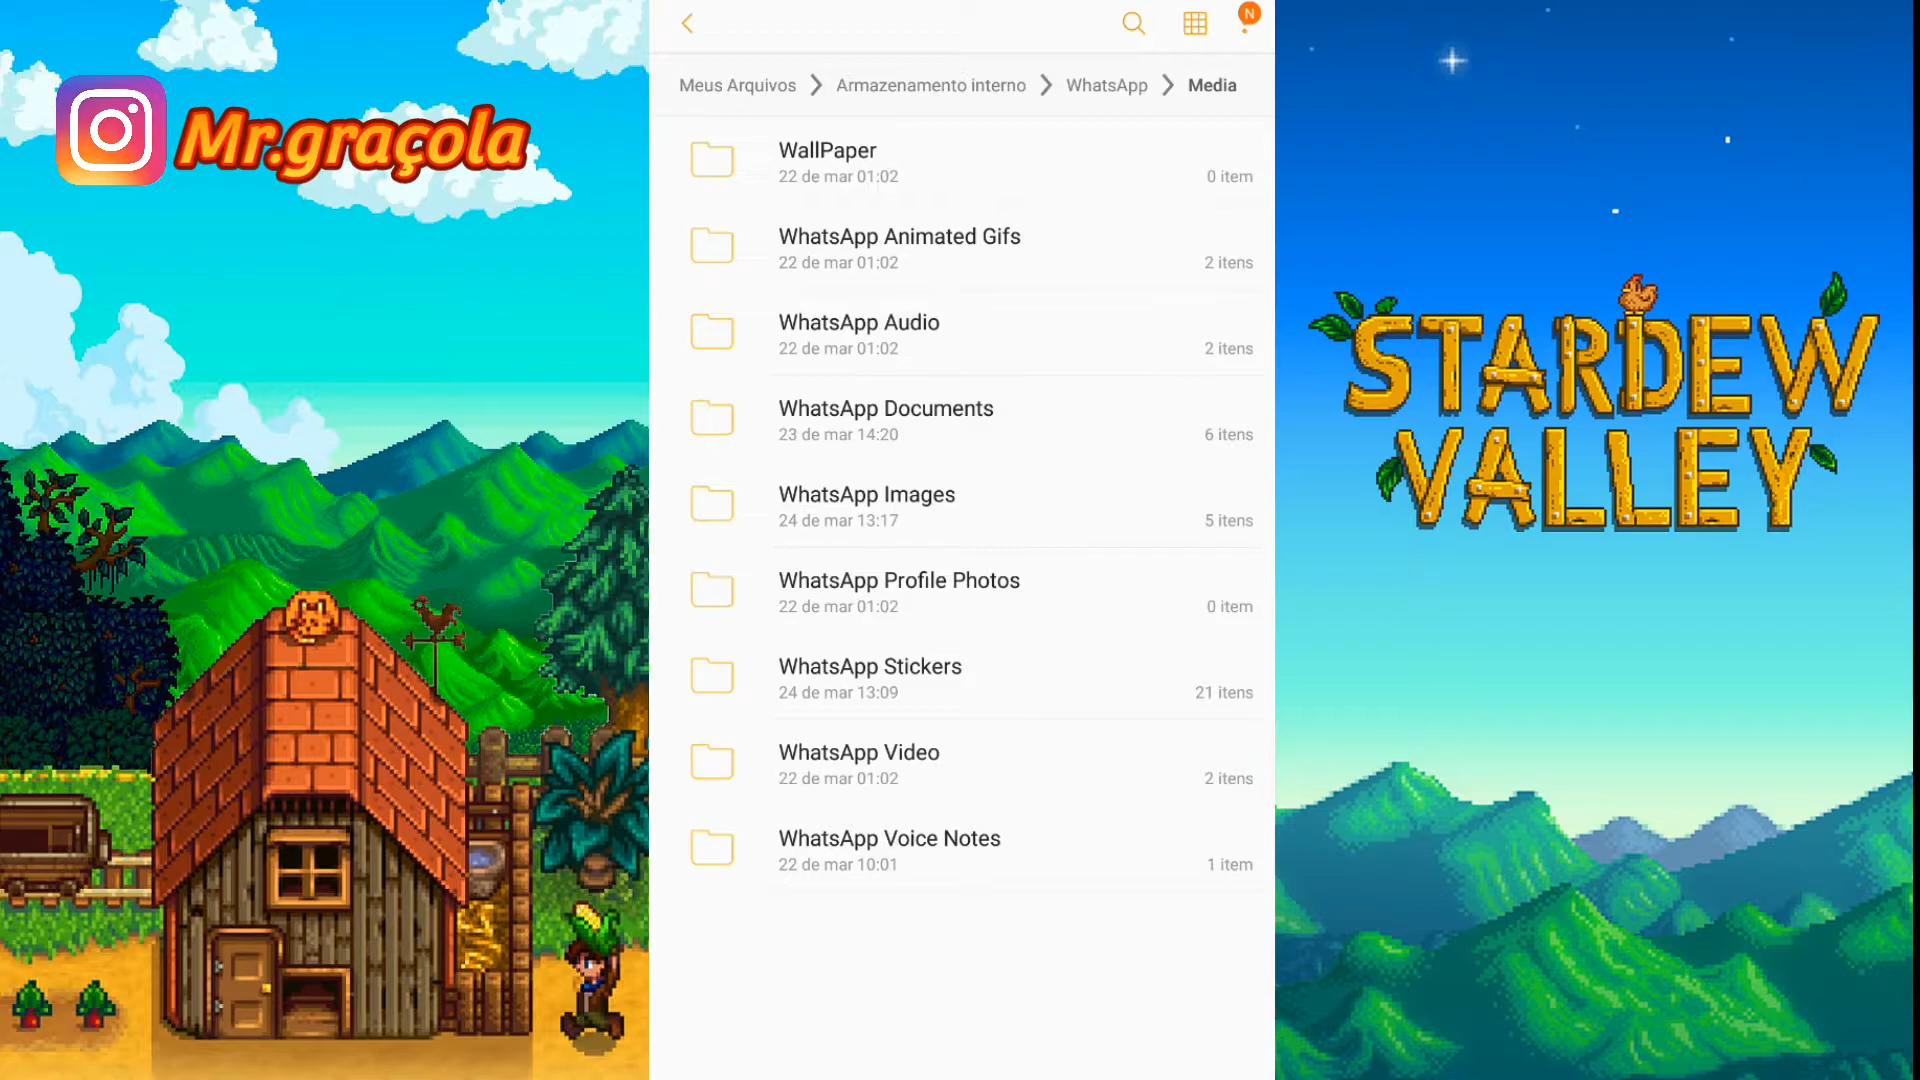 Mr.graçola
N
Meus Arquivos > Armazenamento interno > WhatsApp > Media
WallPaper
22 de mar 01:02 0 item
WhatsApp Animated Gifs
22 de mar 01:02 2 itens
WhatsApp Audio
22 de mar 01:02 2 itens
WhatsApp Documents
23 de mar 14:20 6 itens
WhatsApp Images
24 de mar 13:17 5 itens
WhatsApp Profile Photos
22 de mar 01:02 0 item
WhatsApp Stickers
24 de mar 13:09 21 itens
WhatsApp Video
22 de mar 01:02 2 itens
WhatsApp Voice Notes
22 de mar 10:01 1 item
STARDEW
VALLEY